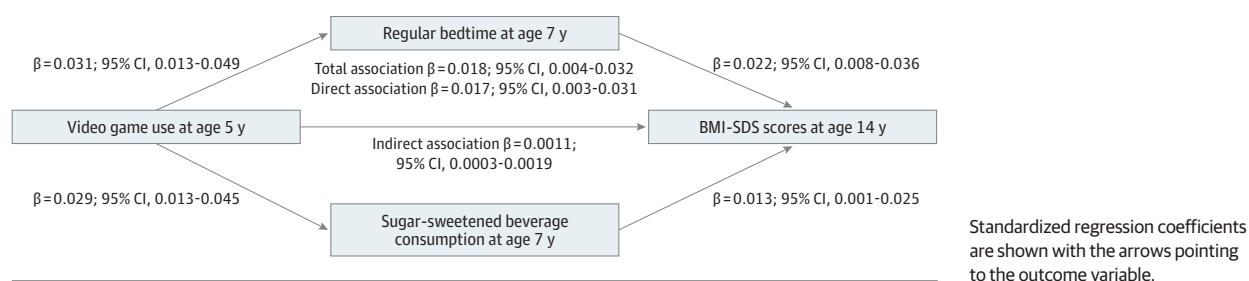 Regular bedtime at age 7 y
β=0.031; 95% CI, 0.013-0.049
Total association β=0.018; 95% CI, 0.004-0.032
Direct association β=0.017; 95% CI, 0.003-0.031
β=0.022; 95% CI, 0.008-0.036
Video game use at age 5 y
BMI-SDS scores at age 14 y
Indirect association β=0.0011;
95% CI, 0.0003-0.0019
β=0.029; 95% CI, 0.013-0.045
β=0.013; 95% CI, 0.001-0.025
Sugar-sweetened beverage
consumption at age 7 y
Standardized regression coefficients
are shown with the arrows pointing
to the outcome variable.